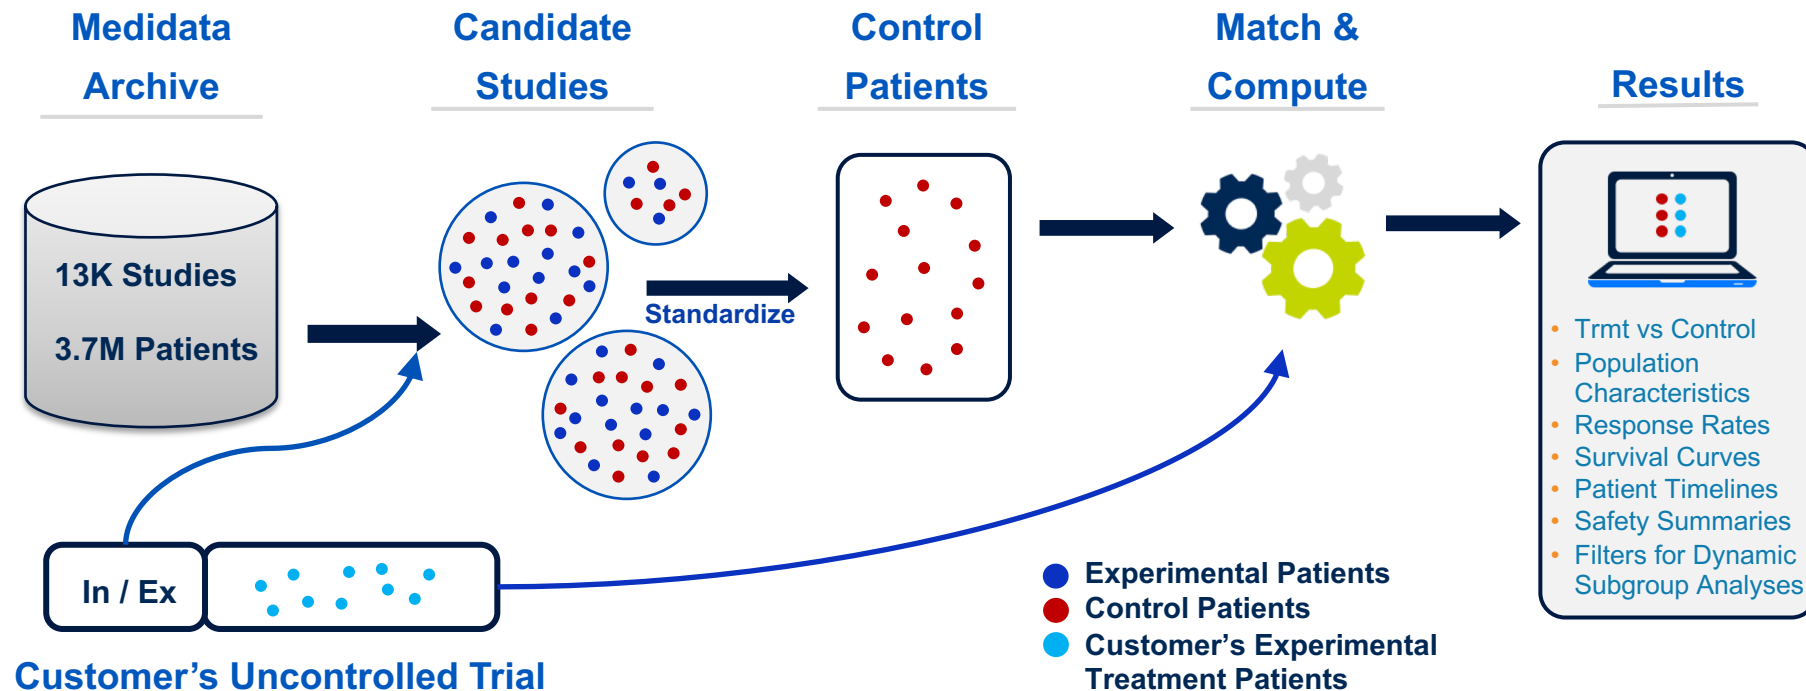 Medidata
Archive
Candidate
Studies
Control
Patients
Match &
Compute
Results
13K Studies
3.7M Patients
Standardize
• Trmt vs Control
• Population
Characteristics
• Response Rates
• Survival Curves
• Patient Timelines
• Safety Summaries
• Filters for Dynamic
Subgroup Analyses
In / Ex
Customer’s Uncontrolled Trial
Experimental Patients
Control Patients
Customer’s Experimental
Treatment Patients